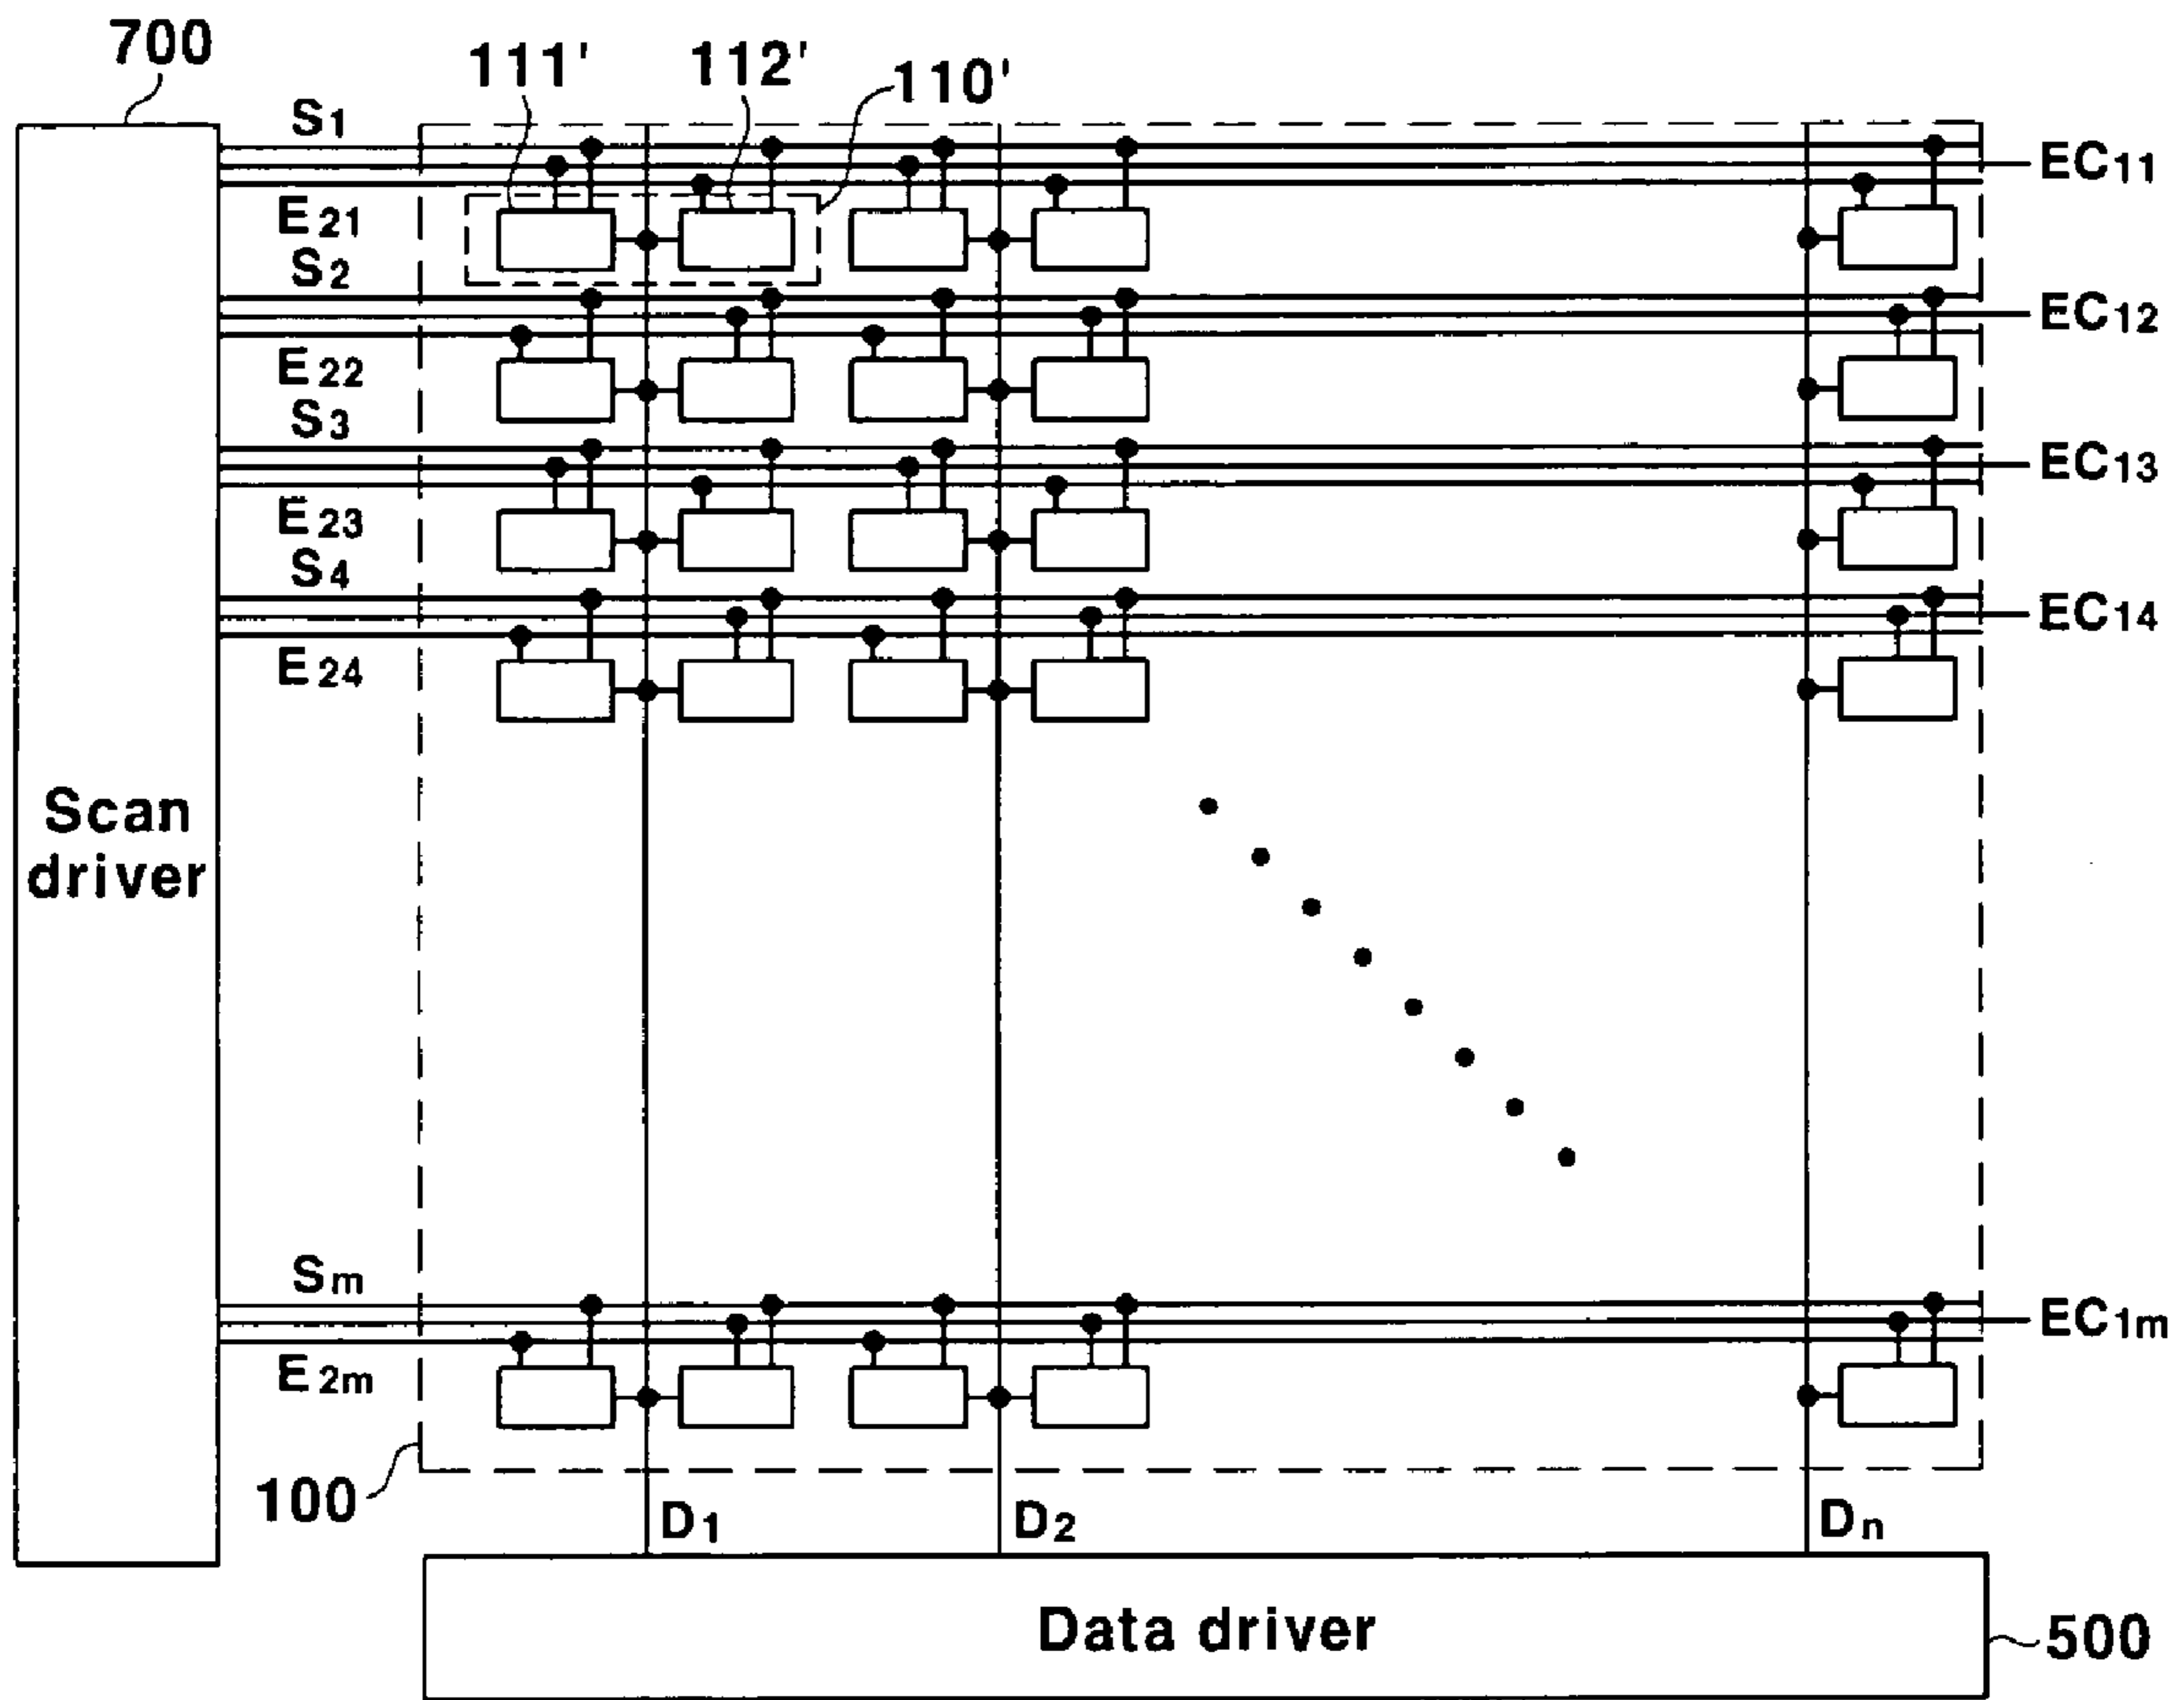 700
111'
112'
110'
S1
EC11
E21
S2
EC12
E22
S3
EC13
E23
S4
EC14
E24
Scan
driver
Sm
EC1m
E2m
100
D1
D2
Dn
Data driver
500